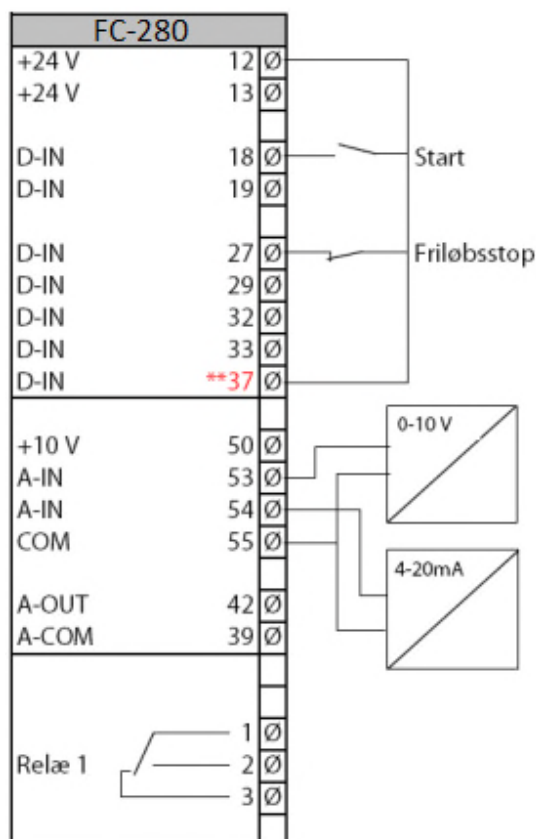 FC-280
+24 V 12 Ø
+24 V 13 Ø
D-IN 18 Ø Start
D-IN 19 Ø
D-IN 27 Ø Friløbsstop
D-IN 29 Ø
D-IN 32 Ø
D-IN 33 Ø
D-IN **37 Ø
0-10 V
+10 V 50 Ø
A-IN 53 Ø
A-IN 54 Ø
COM 55 Ø
4-20mA
A-OUT 42 Ø
A-COM 39 Ø
1 Ø
Relæ 1 2 Ø
3 Ø